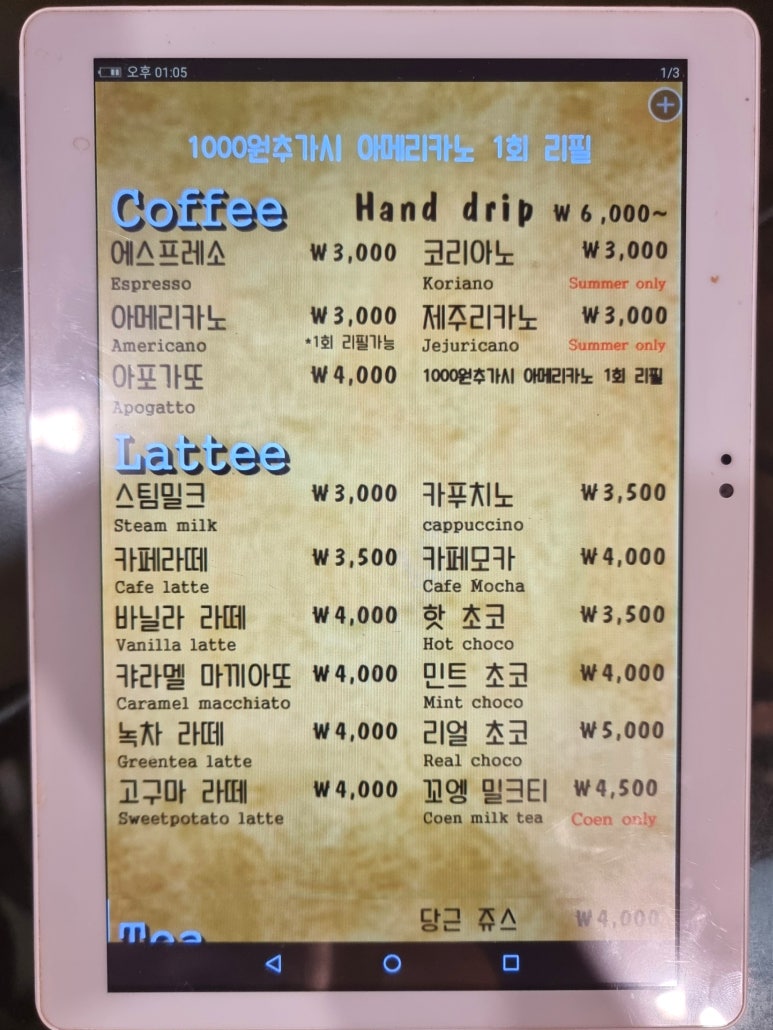 오후 01:05
1/3
1000원추가시 아메리카노 1회 리필
Coffee Hand drip ₩6,000~
에스프레소 ₩3,000 코리아노 ₩3,000
Espresso Koriano Summer only
아메리카노 ₩3,000 제주리카노 ₩3,000
Americano *1회 리필가능 Jejuricano Summer only
아포가또 ₩4,000 1000원추가시 아메리카노 1회 리필
Apogatto
Lattee
스팀밀크 ₩3,000 카푸치노 ₩3,500
Steam milk cappuccino
카페라떼 ₩3,500 카페모카 ₩4,000
Cafe latte Cafe Mocha
바닐라 라떼 ₩4,000 핫 초코 ₩3,500
Vanilla latte Hot choco
캬라멜 마끼아또 ₩4,000 민트 초코 ₩4,000
Caramel macchiato Mint choco
녹차 라떼 ₩4,000 리얼 초코 ₩5,000
Greentea latte Real choco
고구마 라떼 ₩4,000 꼬엥 밀크티 ₩4,500
Sweetpotato latte Coen milk tea Coen only
당근 쥬스 ₩4,000